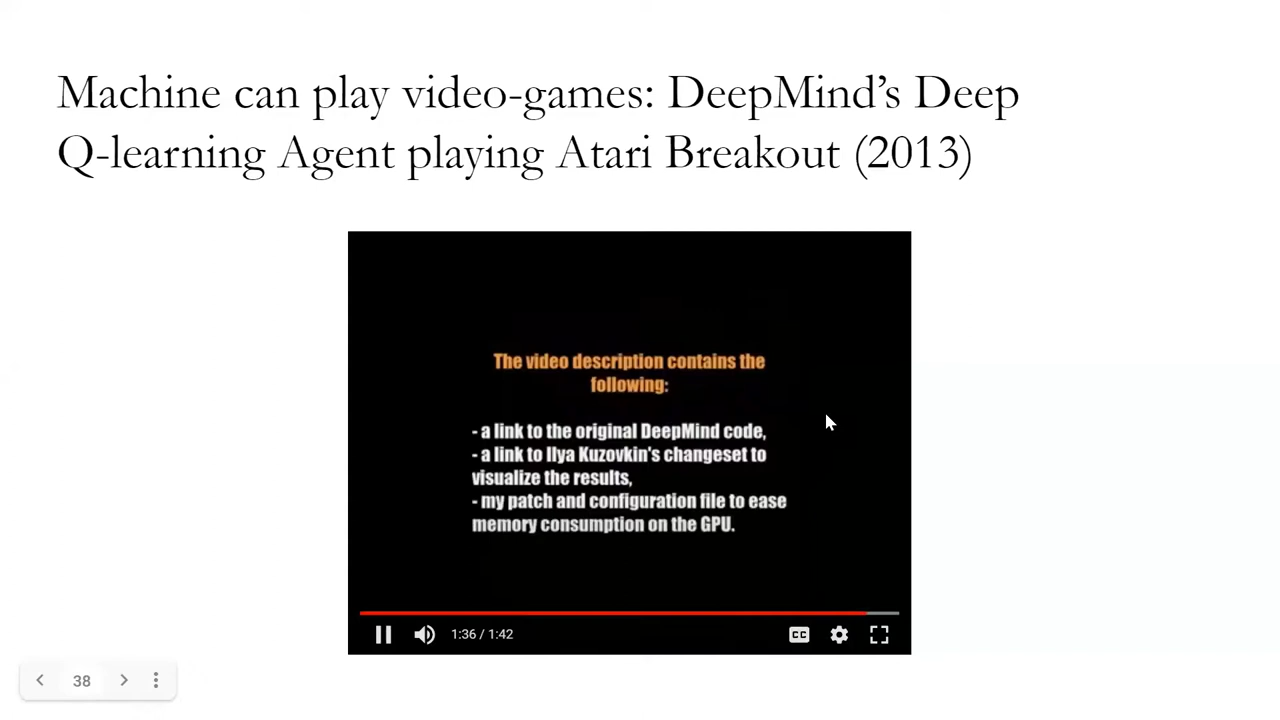 Machine can play video-games: DeepMind’s Deep
Q-learning Agent playing Atari Breakout (2013)
The video description contains the
following:
- a link to the original DeepMind code,
- a link to Ilya Kuzovkin's changeset to
visualize the results,
- my patch and configuration file to ease
memory consumption on the GPU.
1:36 / 1:42
CC
38